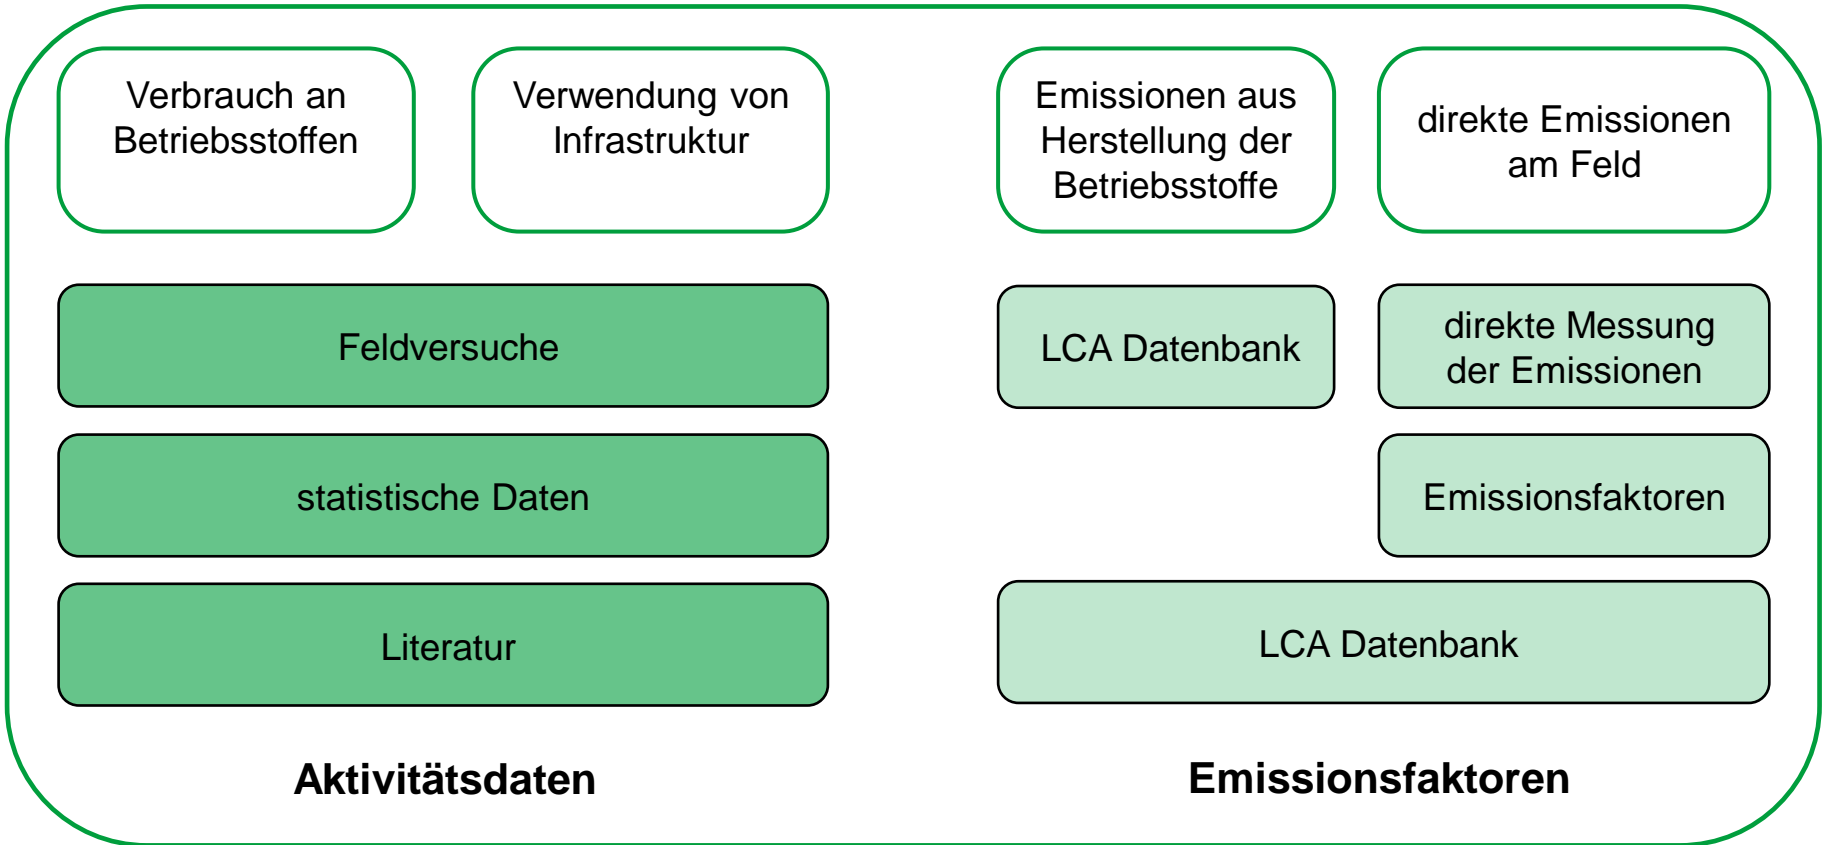 Verbrauch an
Betriebsstoffen
Verwendung von
Infrastruktur
Emissionen aus
Herstellung der
Betriebsstoffe
direkte Emissionen
am Feld
Feldversuche
LCA Datenbank
direkte Messung
der Emissionen
statistische Daten
Emissionsfaktoren
Literatur
LCA Datenbank
Aktivitätsdaten
Emissionsfaktoren